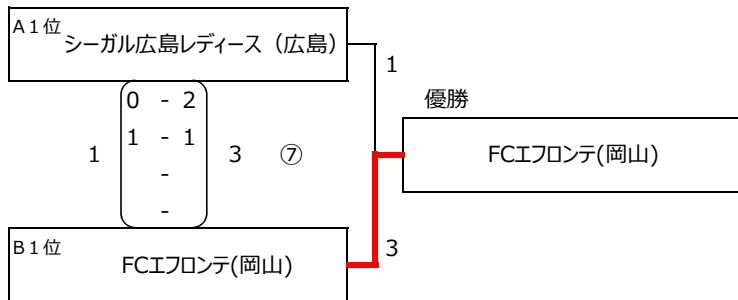 A1位
シーガル広島レディース（広島）
1
優勝
0 - 2
1 - 1
1 3 ⑦
-
-
FCエフロンテ(岡山)
B1位
FCエフロンテ(岡山)
3